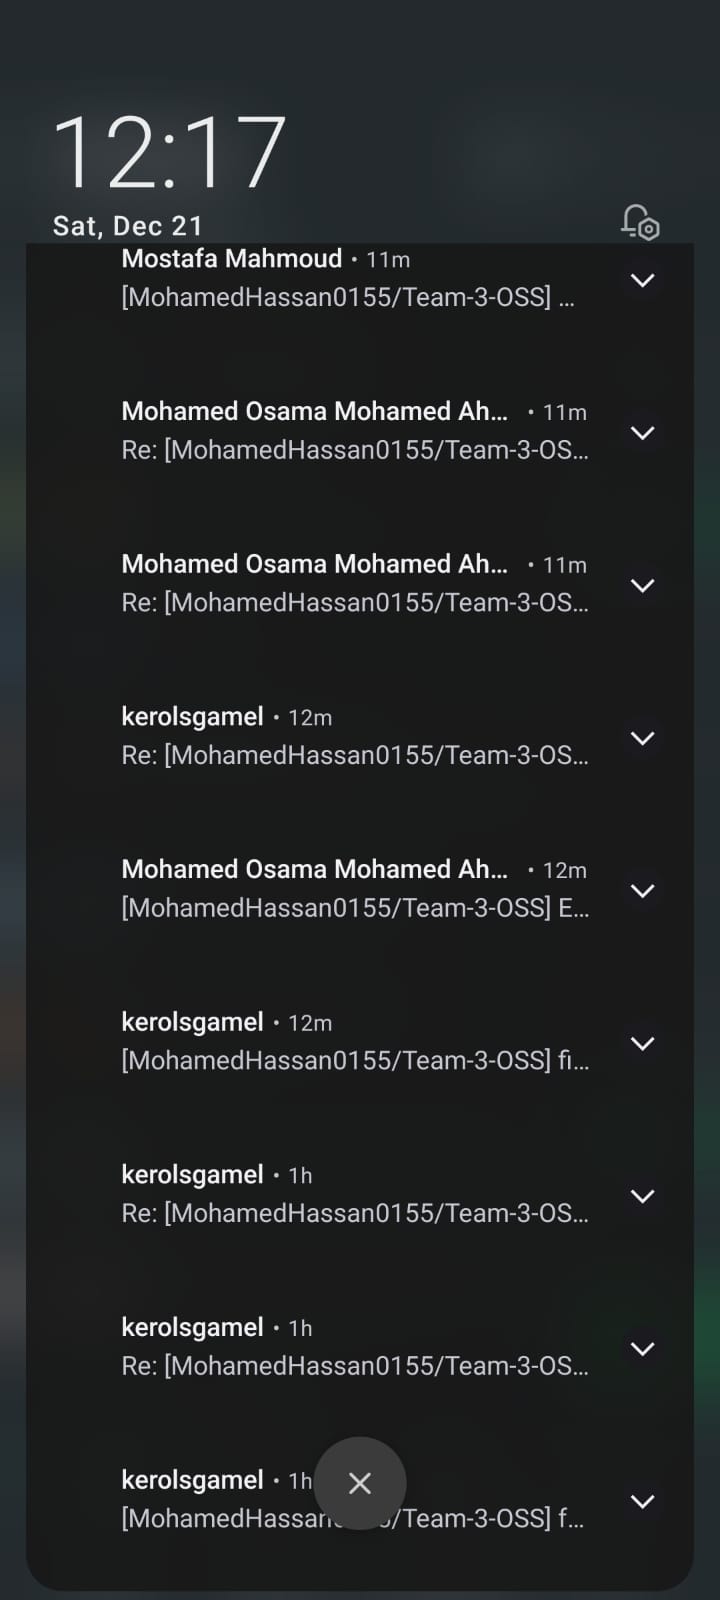 12:17
Sat, Dec 21
Mostafa Mahmoud • 11m
[MohamedHassan0155/Team-3-OSS] ...
Mohamed Osama Mohamed Ah... • 11m
Re: [MohamedHassan0155/Team-3-OS...
Mohamed Osama Mohamed Ah... • 11m
Re: [MohamedHassan0155/Team-3-OS...
kerolsgamel • 12m
Re: [MohamedHassan0155/Team-3-OS...
Mohamed Osama Mohamed Ah... • 12m
[MohamedHassan0155/Team-3-OSS] E...
kerolsgamel • 12m
[MohamedHassan0155/Team-3-OSS] fi...
kerolsgamel • 1h
Re: [MohamedHassan0155/Team-3-OS...
kerolsgamel • 1h
Re: [MohamedHassan0155/Team-3-OS...
kerolsgamel • 1h
/Team-3-OSS] f...